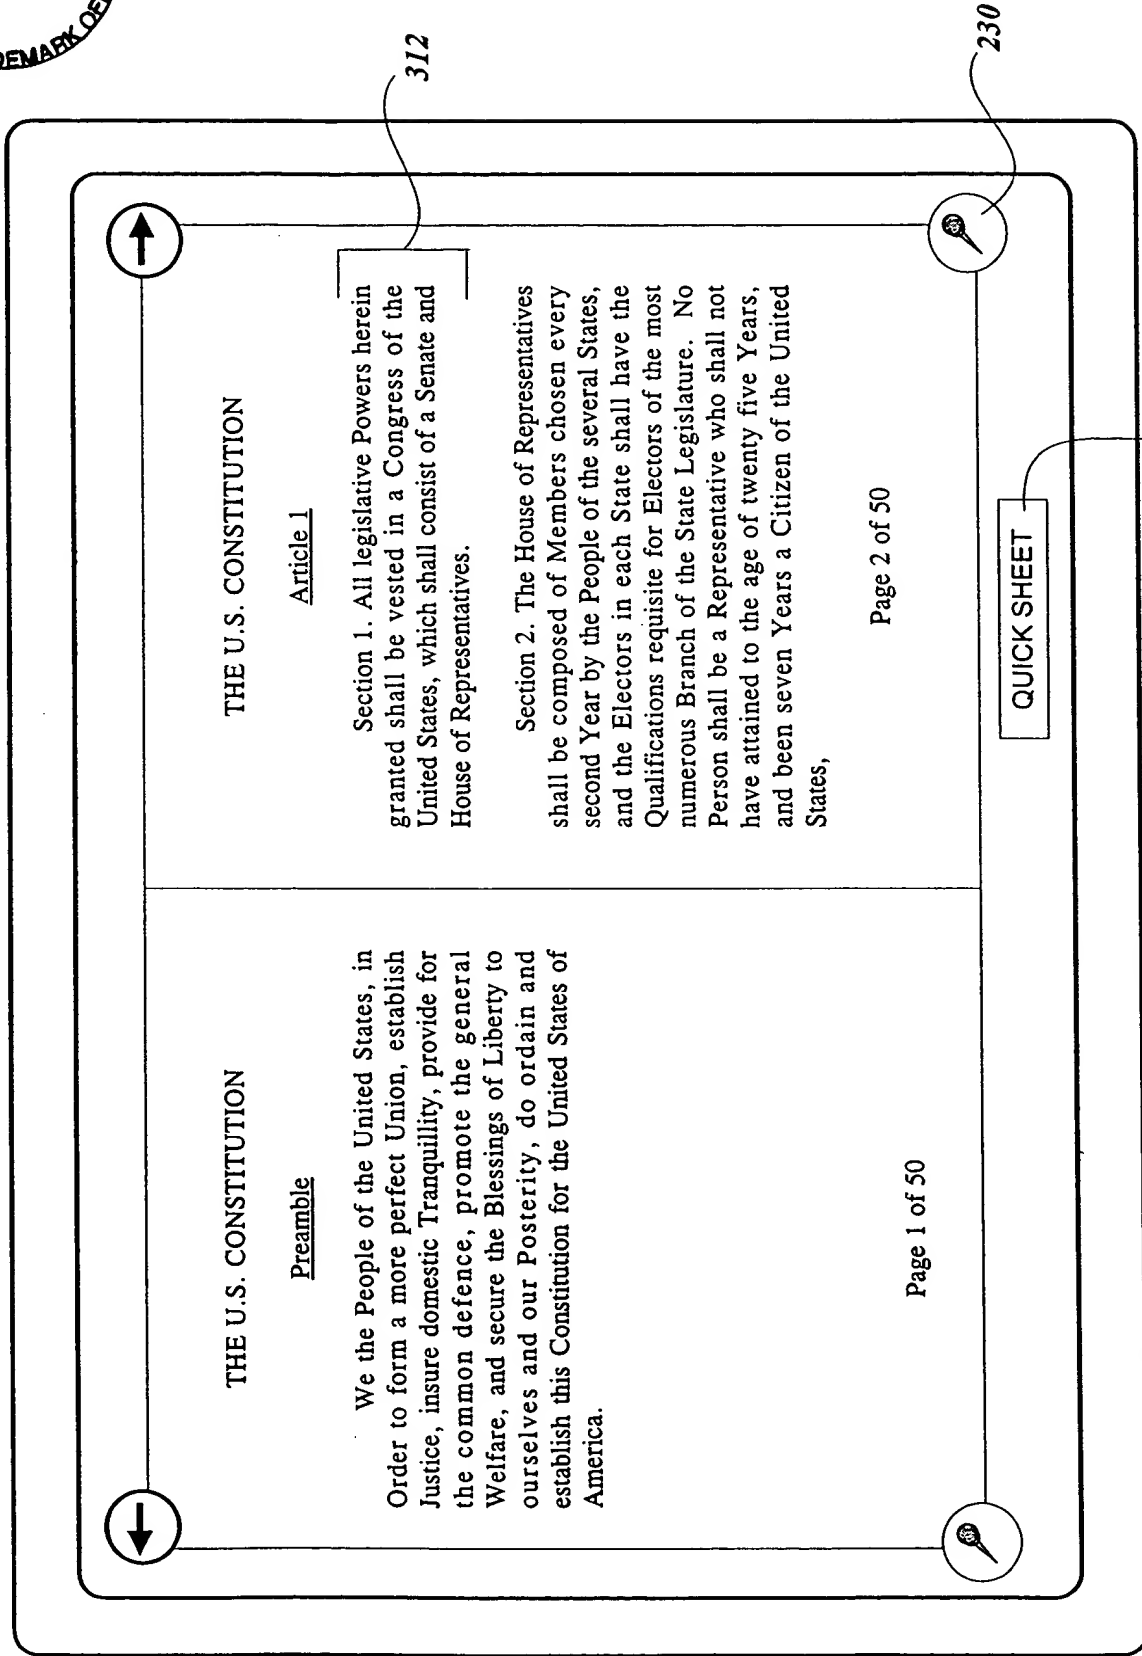 THE U.S. CONSTITUTION
Preamble
We the People of the United States, in
Order to form a more perfect Union, establish
Justice, insure domestic Tranquillity, provide for
the common defence, promote the general
Welfare, and secure the Blessings of Liberty to
ourselves and our Posterity, do ordain and
establish this Constitution for the United States of
America.
Page 1 of 50
THE U.S. CONSTITUTION
Article 1
Section 1. All legislative Powers herein
granted shall be vested in a Congress of the
United States, which shall consist of a Senate and
House of Representatives.
Section 2. The House of Representatives
shall be composed of Members chosen every
second Year by the People of the several States,
and the Electors in each State shall have the
Qualifications requisite for Electors of the most
numerous Branch of the State Legislature. No
Person shall be a Representative who shall not
have attained to the age of twenty five Years,
and been seven Years a Citizen of the United
States,
Page 2 of 50
QUICK SHEET
312
230